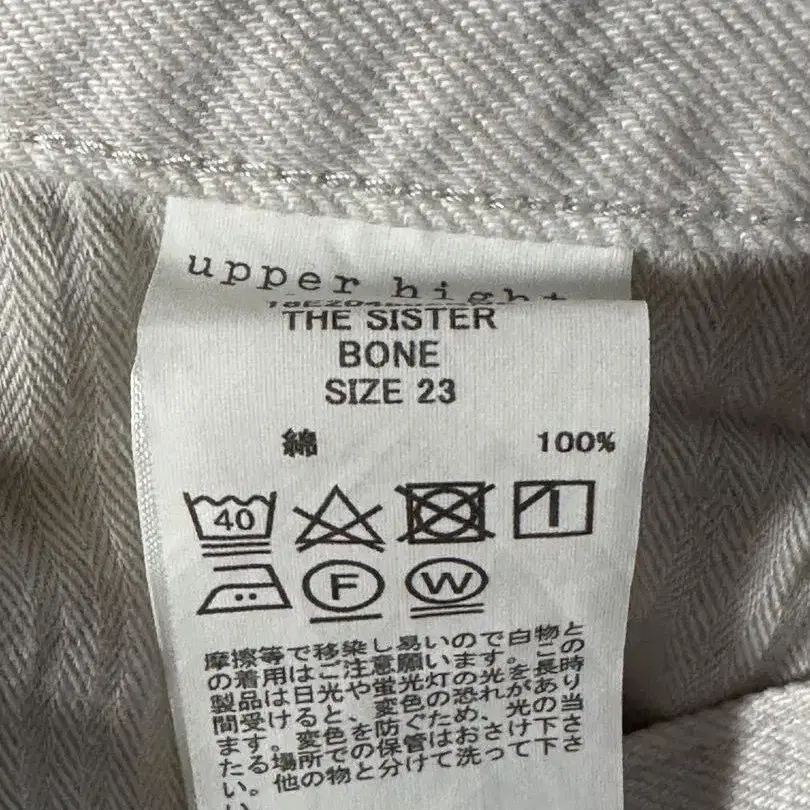 upper hight
THE SISTER
BONE
SIZE 23
綿 100%
40
F W
摩擦等で移染し易いので白物と
の着用はご注意願います。この
製品は日光や蛍光灯の光を長時
間受けると、変色の恐れがあり
ます。変色を防ぐため、光の当
たる場所での保管はおさけ下さ
い。他の物と分けて洗って下さ
い。